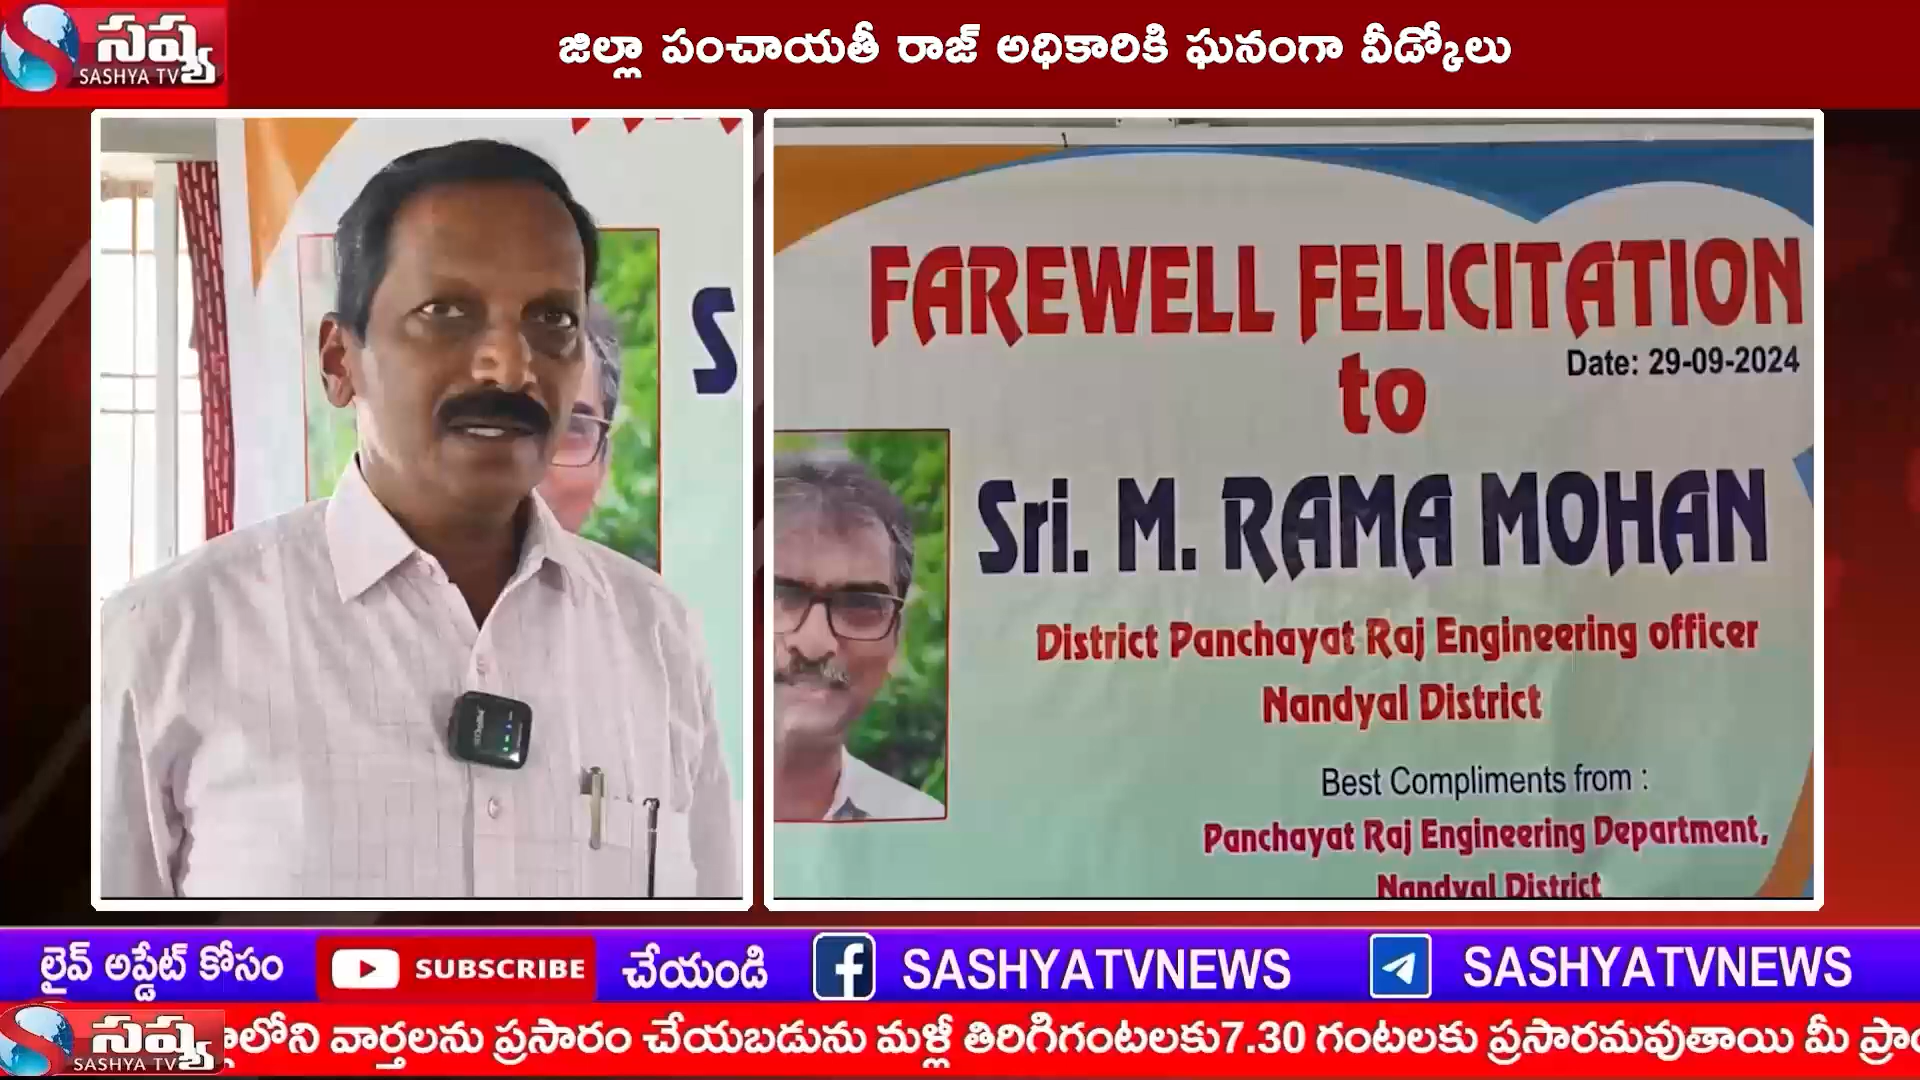 సష్య
SASHYA TV
జిల్లా పంచాయతీ రాజ్ అధికారికి ఘనంగా వీడ్కోలు
S
FAREWELL FELICITATION
Date: 29-09-2024
to
Sri. M. RAMA MOHAN
District Panchayat Raj Engineering officer
Nandyal District
Best Compliments from :
Panchayat Raj Engineering Department,
Nandyal District
లైవ్ అప్డేట్ కోసం SUBSCRIBE చేయండి SASHYATVNEWS SASHYATVNEWS
సష్య
SASHYA TV
వార్తలను ప్రసారం చేయబడును మళ్లీ తిరిగిగంటలకు7.30 గంటలకు ప్రసారమవుతాయి మీ